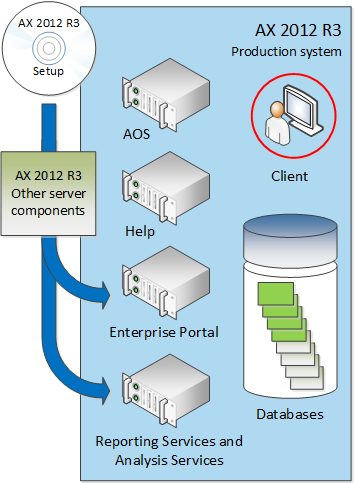 AX 2012 R3
Setup
AX 2012 R3
Production system
AOS
Client
AX 2012 R3
Other server
components
Help
Enterprise Portal
Databases
Reporting Services and
Analysis Services